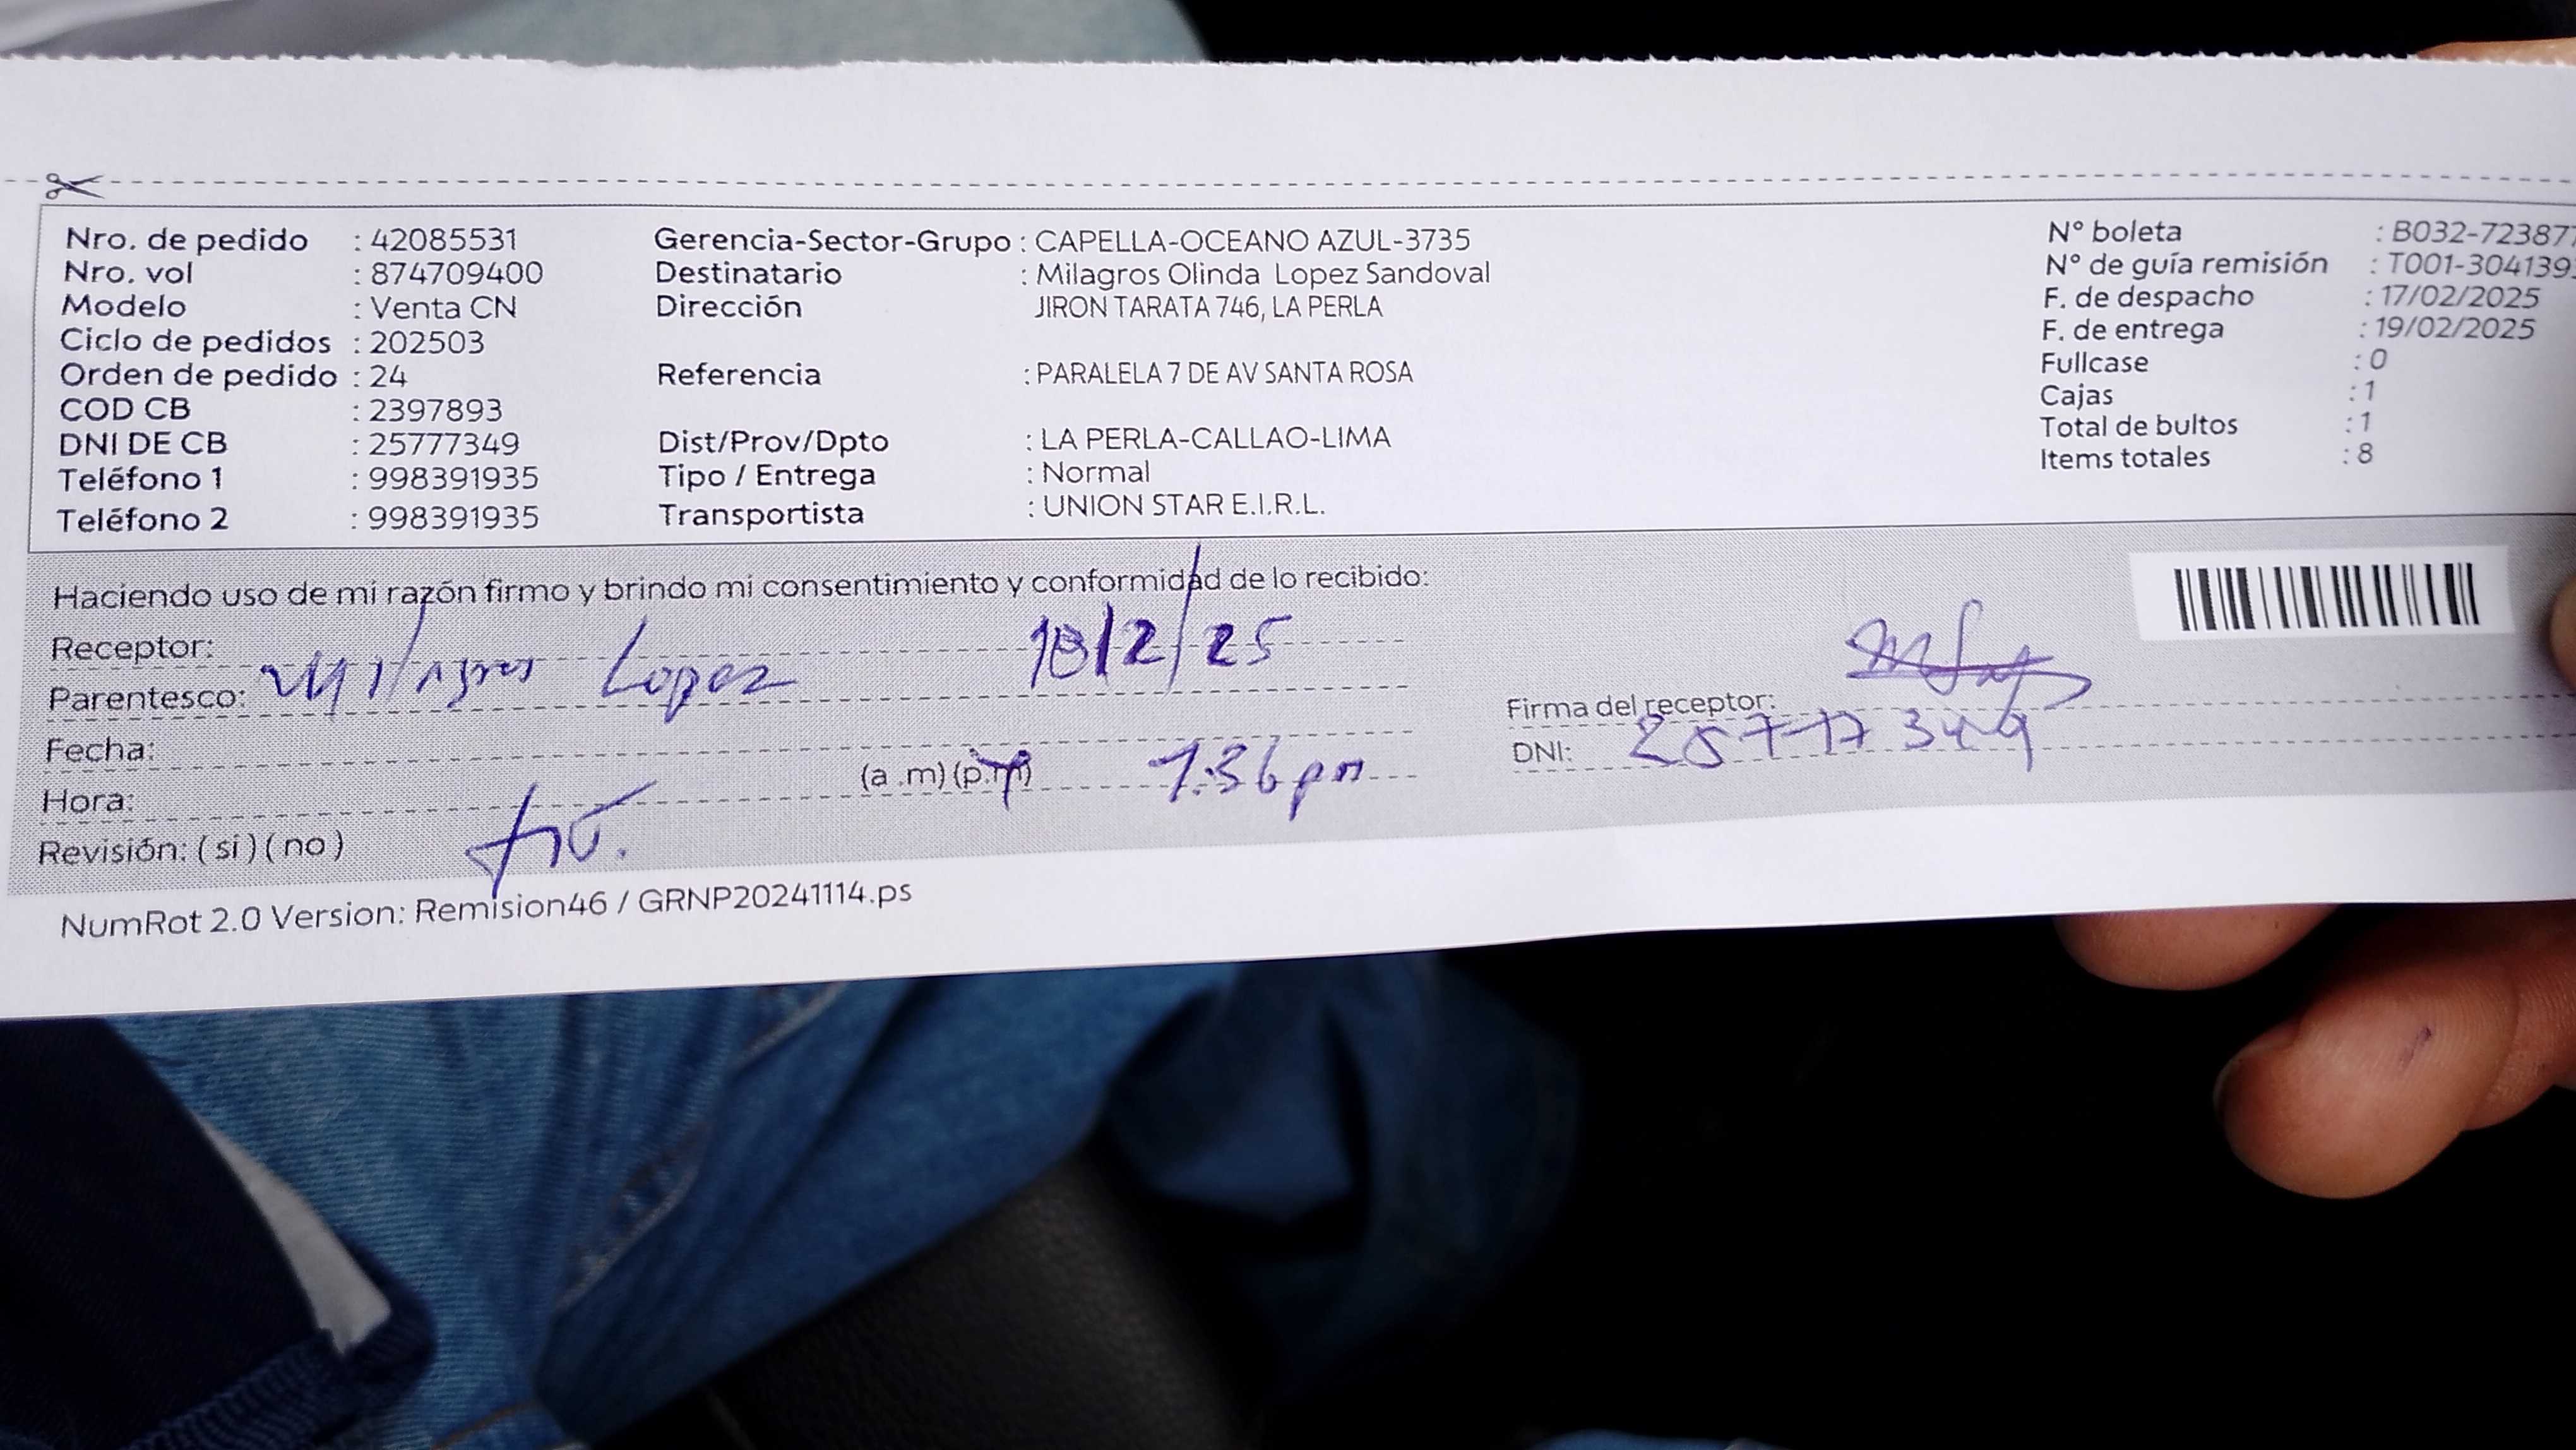 Nro. de pedido : 42085531 Gerencia-Sector-Grupo : CAPELLA-OCEANO AZUL-3735 N° boleta : B032-723877
Nro. vol : 874709400 Destinatario : Milagros Olinda Lopez Sandoval N° de guía remisión : T001-304139
Modelo : Venta CN Dirección JIRON TARATA 746, LA PERLA F. de despacho : 17/02/2025
Ciclo de pedidos : 202503 F. de entrega : 19/02/2025
Orden de pedido : 24 Referencia : PARALELA 7 DE AV SANTA ROSA Fullcase : 0
COD CB : 2397893 Cajas : 1
DNI DE CB : 25777349 Dist/Prov/Dpto : LA PERLA-CALLAO-LIMA Total de bultos : 1
Teléfono 1 : 998391935 Tipo / Entrega : Normal Items totales : 8
Teléfono 2 : 998391935 Transportista : UNION STAR E.I.R.L.
Haciendo uso de mi razón firmo y brindo mi consentimiento y conformidad de lo recibido:
Receptor:
Parentesco: Milagros Lopez 18/2/25
Firma del receptor:
Fecha:
DNI: 25777349
Hora: (a .m) (p.m) 1:36 pm
Revisión: ( si ) ( no )
NumRot 2.0 Version: Remision46 / GRNP20241114.ps